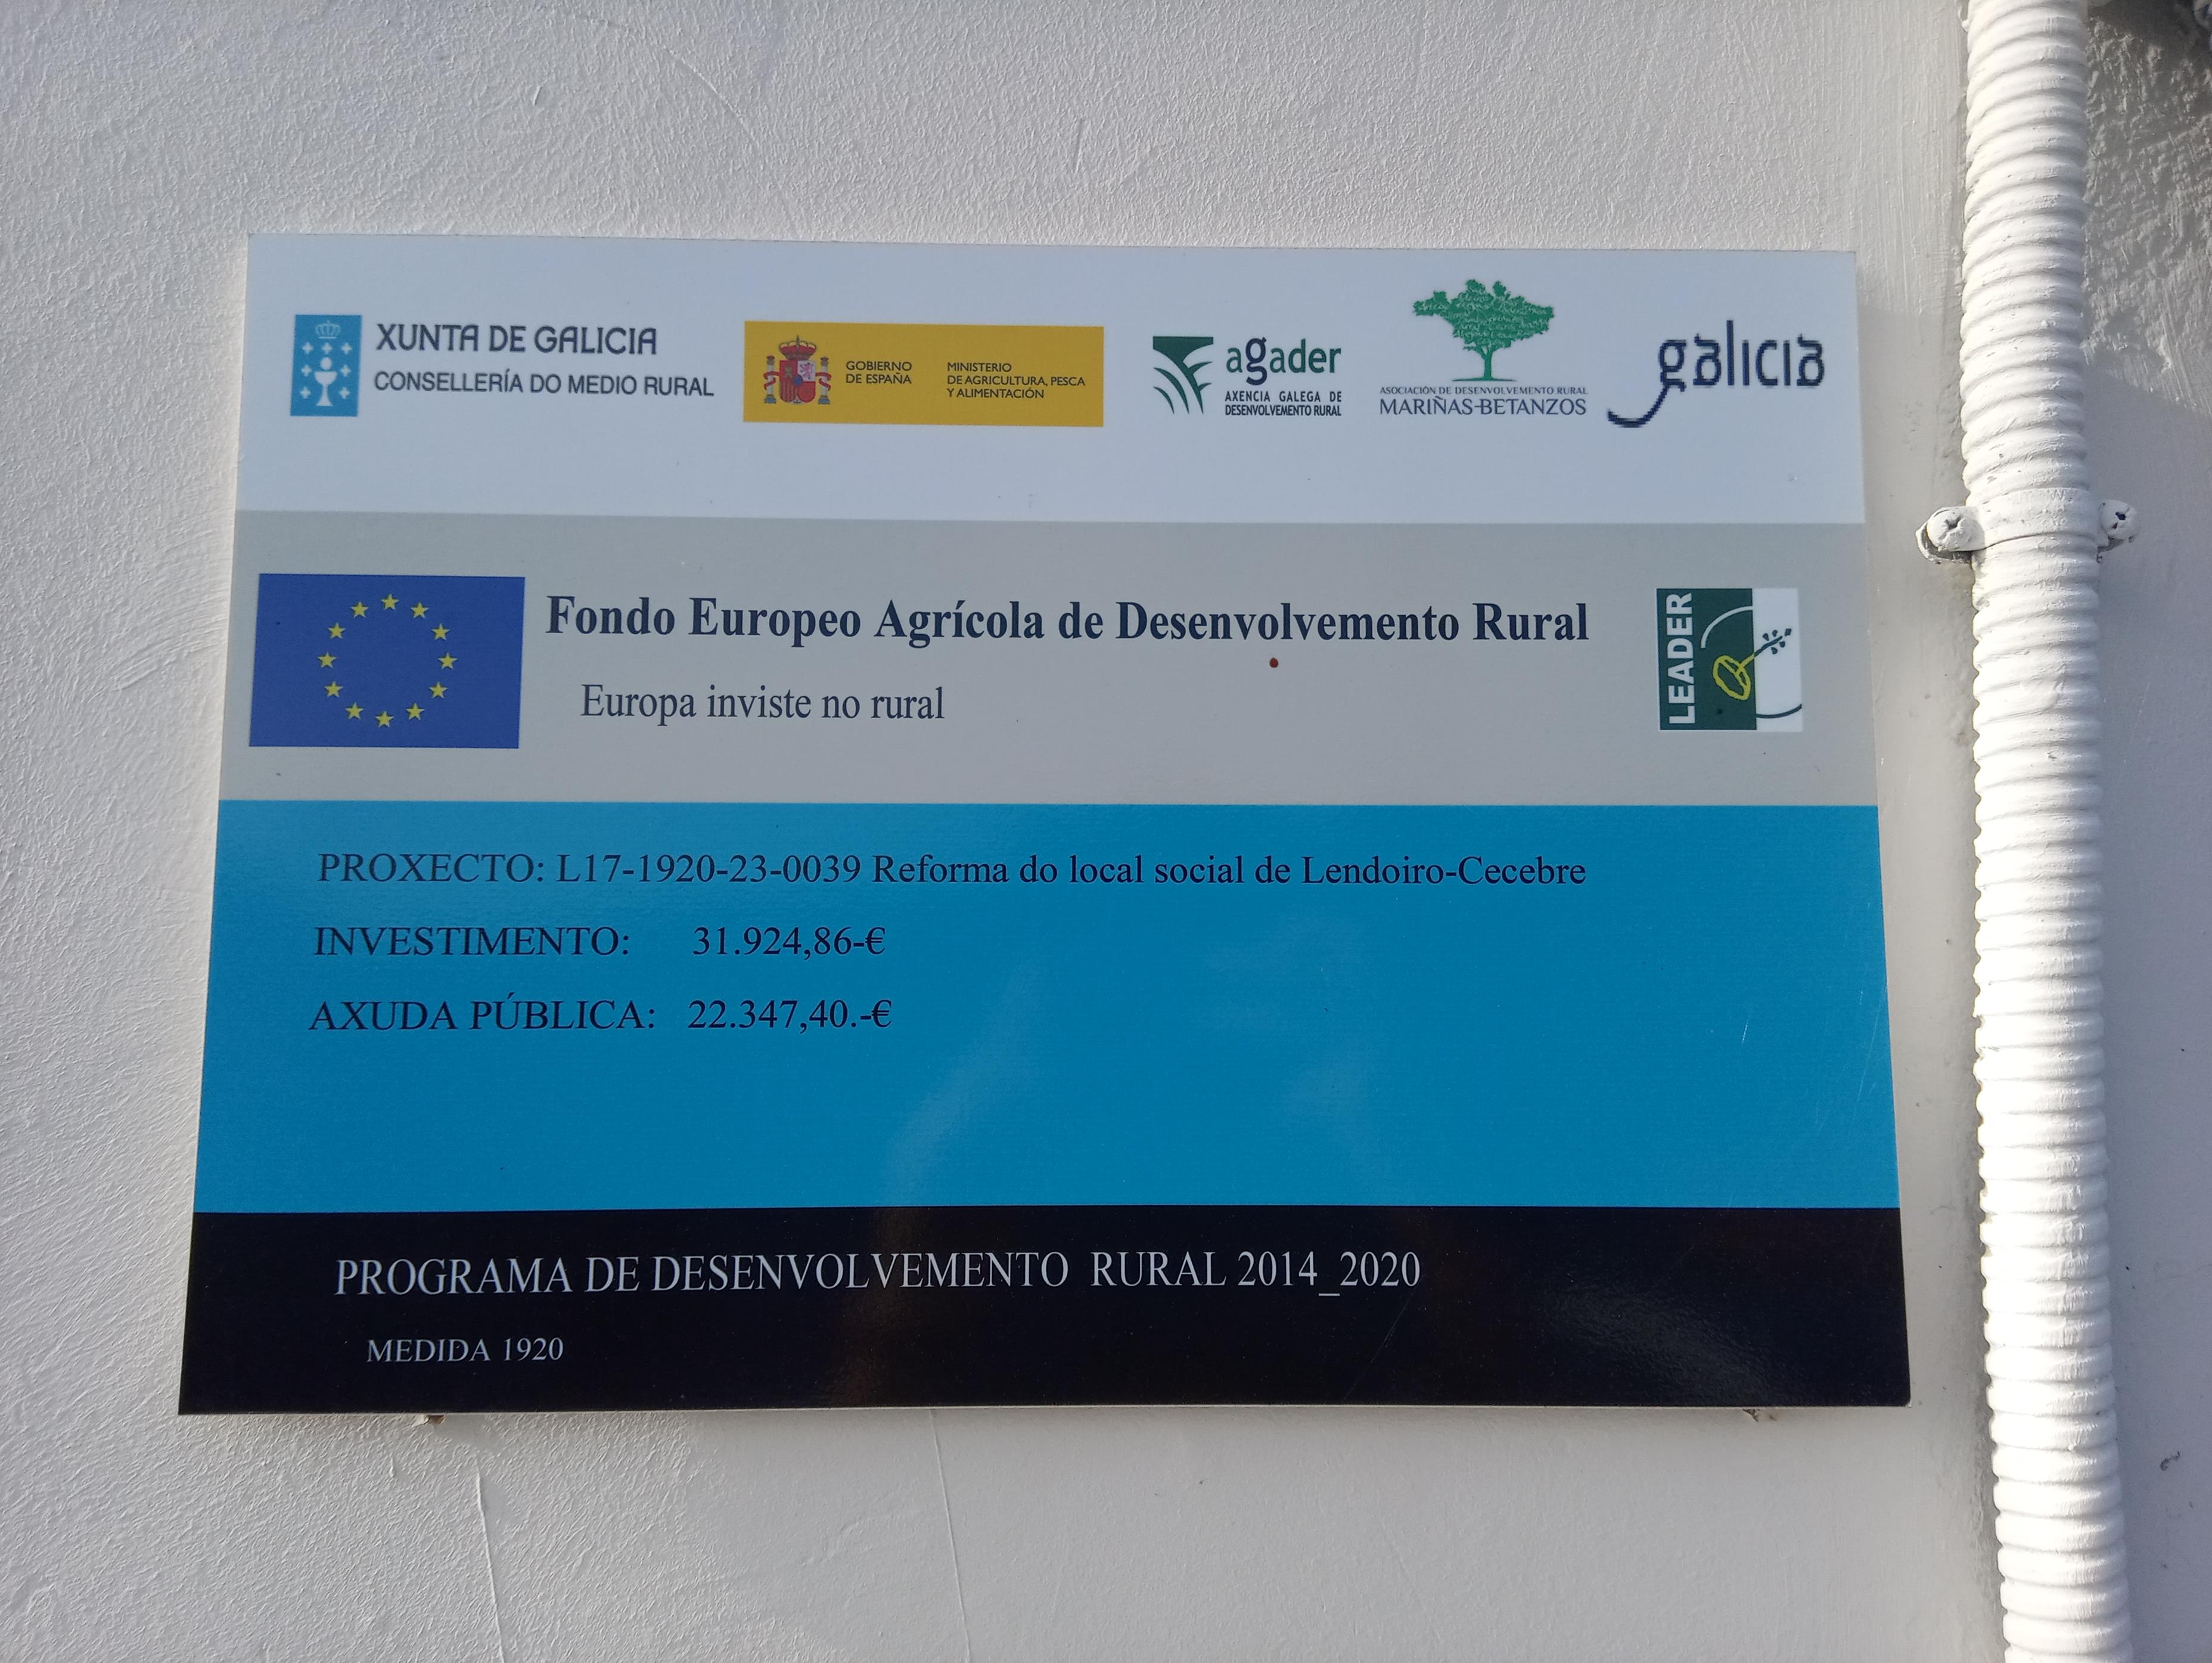 XUNTA DE GALICIA
CONSELLERÍA DO MEDIO RURAL
GOBIERNO
DE ESPAÑA
MINISTERIO
DE AGRICULTURA, PESCA
Y ALIMENTACIÓN
agader
AXENCIA GALEGA DE
DESENVOLVEMENTO RURAL
ASOCIACIÓN DE DESENVOLVEMENTO RURAL
MARIÑAS-BETANZOS
galicia
Fondo Europeo Agrícola de Desenvolvemento Rural
Europa inviste no rural
LEADER
PROXECTO: L17-1920-23-0039 Reforma do local social de Lendoiro-Cecebre
INVESTIMENTO: 31.924,86-€
AXUDA PÚBLICA: 22.347,40.-€
PROGRAMA DE DESENVOLVEMENTO RURAL 2014_2020
MEDIDA 1920